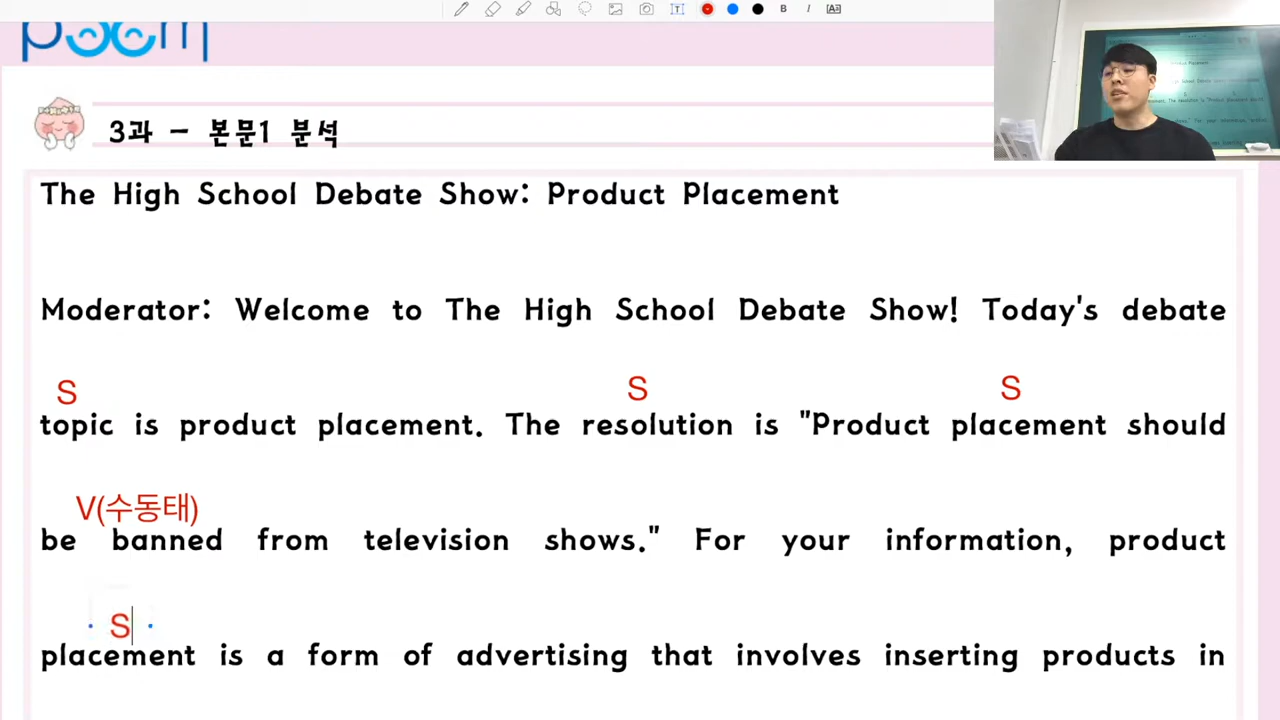 poem
3과 - 본문1 분석
The High School Debate Show: Product Placement
Moderator: Welcome to The High School Debate Show! Today's debate
S S S
topic is product placement. The resolution is "Product placement should
V(수동태)
be banned from television shows." For your information, product
S
placement is a form of advertising that involves inserting products in